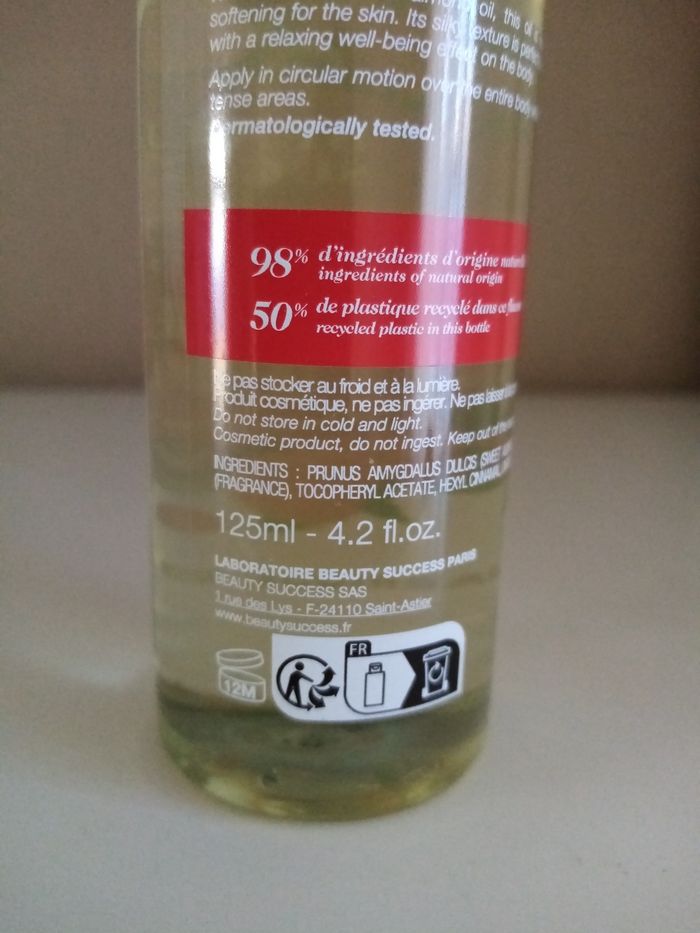 oil, this oil is
softening for the skin. Its silky texture is
with a relaxing well-being effect on the body
Apply in circular motion over the entire body
tense areas.
Dermatologically tested.
98% d'ingrédients d'origine naturelle
ingredients of natural origin
50% de plastique recyclé dans ce
recycled plastic in this bottle
Ne pas stocker au froid et à la lumière.
Produit cosmétique, ne pas ingérer. Ne pas laisser
Do not store in cold and light.
Cosmetic product, do not ingest. Keep out of
INGREDIENTS : PRUNUS AMYGDALUS DULCIS (SWEET
(FRAGRANCE), TOCOPHERYL ACETATE, HEXYL CINNAMAL,
125ml - 4.2 fl.oz.
LABORATOIRE BEAUTY SUCCESS PARIS
BEAUTY SUCCESS SAS
1 rue des Lys - F-24110 Saint-Astier
www.beautysuccess.fr
FR
12M